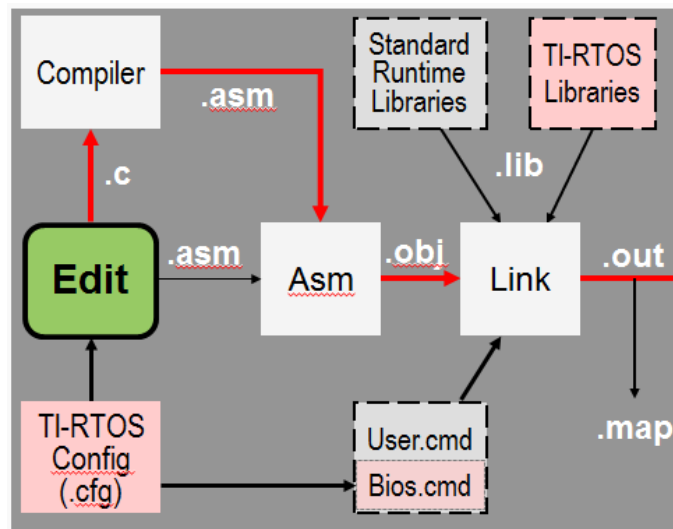 Compiler
.asm
Standard
Runtime
Libraries
TI-RTOS
Libraries
.c
.lib
Edit
.asm
Asm
.obj
Link
.out
TI-RTOS
Config
(.cfg)
User.cmd
Bios.cmd
.map